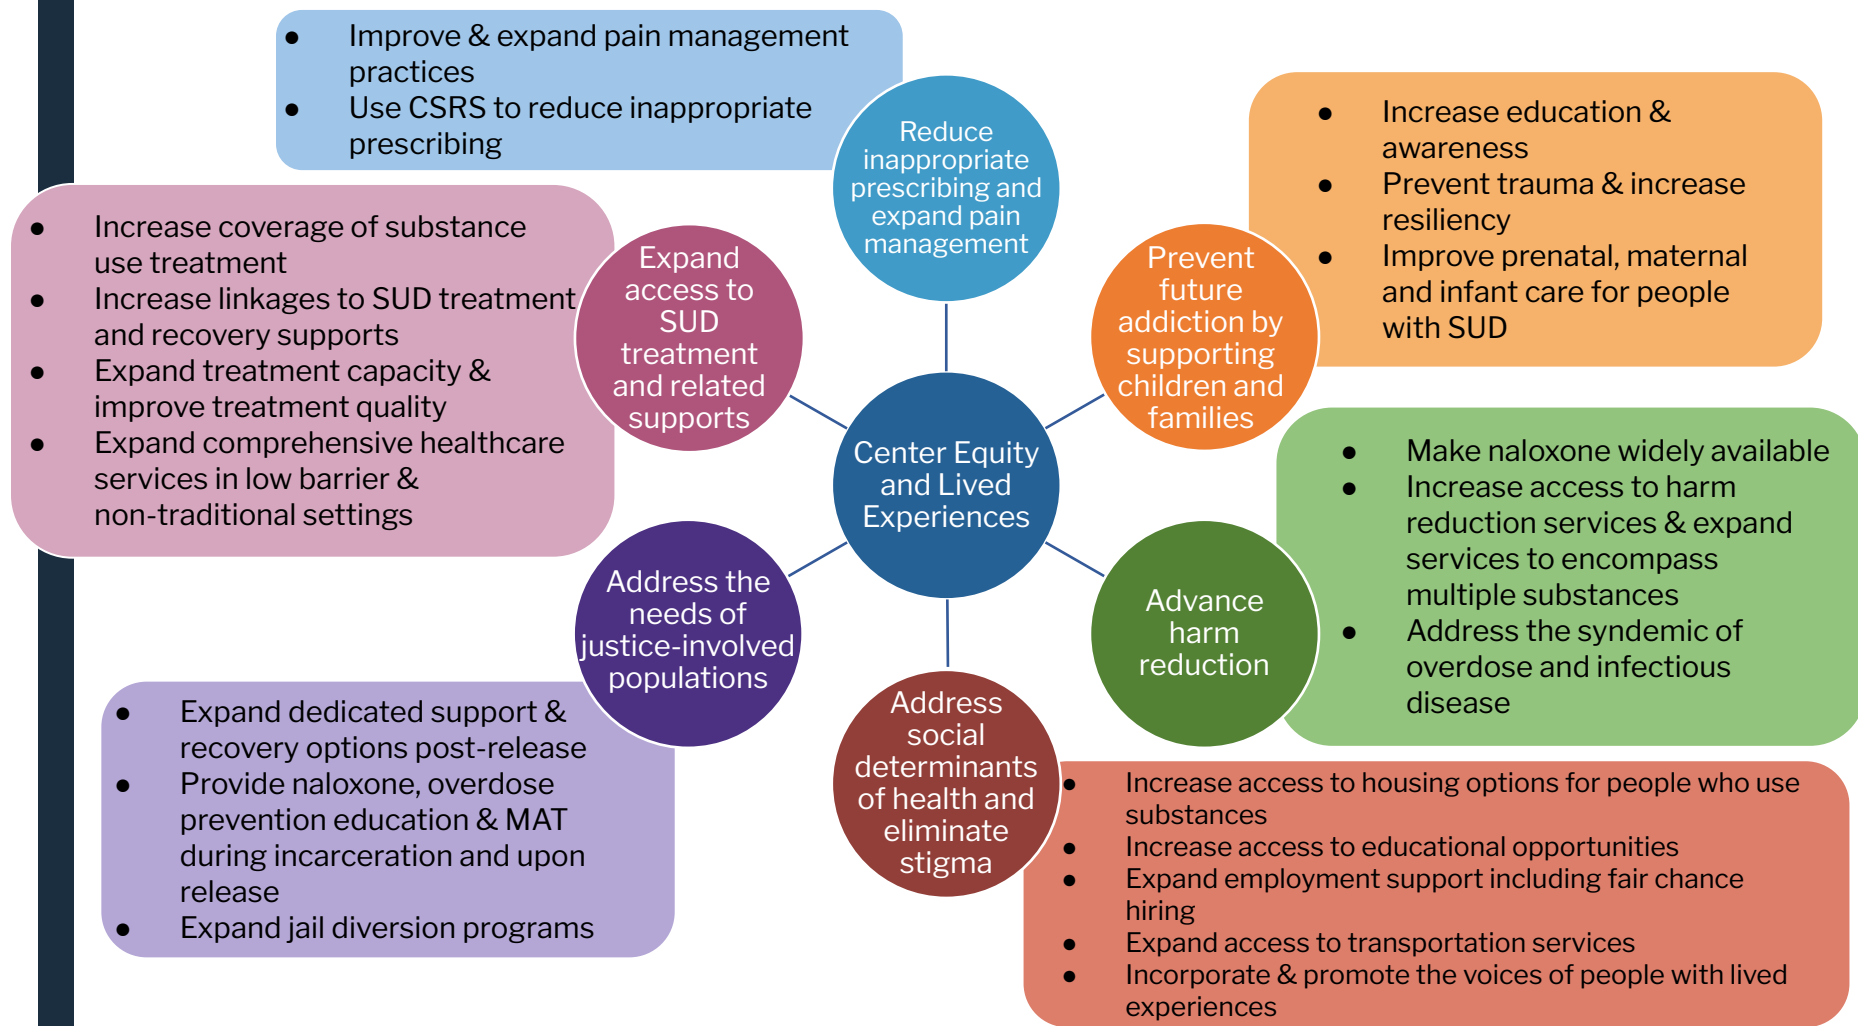 ● Improve & expand pain management
practices
● Use CSRS to reduce inappropriate
prescribing
Reduce
inappropriate
prescribing and
expand pain
management
● Increase education &
awareness
● Prevent trauma & increase
resiliency
● Improve prenatal, maternal
and infant care for people
with SUD
Prevent
future
addiction by
supporting
children and
families
● Increase coverage of substance
use treatment
● Increase linkages to SUD treatment
and recovery supports
● Expand treatment capacity &
improve treatment quality
● Expand comprehensive healthcare
services in low barrier &
non-traditional settings
Expand
access to
SUD
treatment
and related
supports
Center Equity
and Lived
Experiences
● Make naloxone widely available
● Increase access to harm
reduction services & expand
services to encompass
multiple substances
● Address the syndemic of
overdose and infectious
disease
Advance
harm
reduction
Address the
needs of
justice-involved
populations
● Expand dedicated support &
recovery options post-release
● Provide naloxone, overdose
prevention education & MAT
during incarceration and upon
release
● Expand jail diversion programs
Address
social
determinants
of health and
eliminate
stigma
● Increase access to housing options for people who use
substances
● Increase access to educational opportunities
● Expand employment support including fair chance
hiring
● Expand access to transportation services
● Incorporate & promote the voices of people with lived
experiences